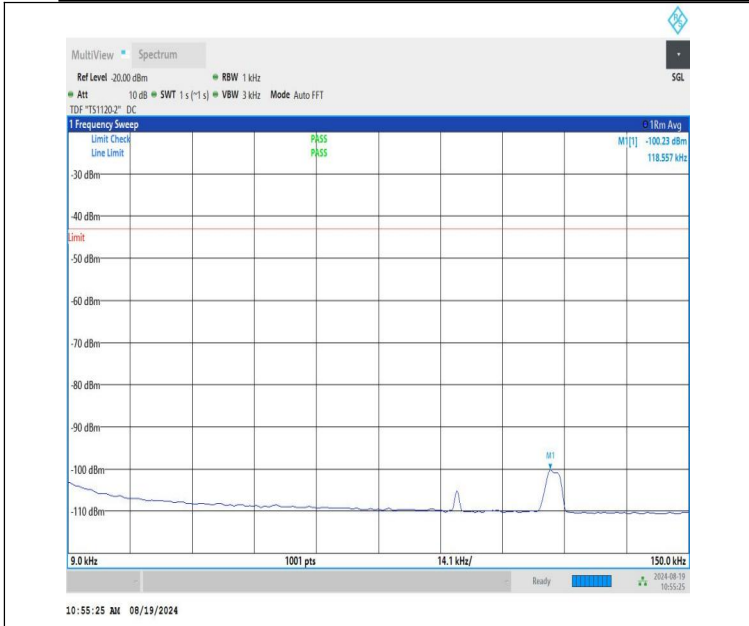 MultiView Spectrum
Ref Level -20.00 dBm RBW 1 kHz SGL
Att 10 dB SWT 1 s (~1 s) VBW 3 kHz Mode Auto FFT
TDF "TS1120-2" DC
1 Frequency Sweep 1Rm Avg
Limit Check PASS M1[1] -100.23 dBm
Line Limit PASS 118.557 kHz
-30 dBm
-40 dBm
Limit
-50 dBm
-60 dBm
-70 dBm
-80 dBm
-90 dBm
M1
-100 dBm
-110 dBm
9.0 kHz 1001 pts 14.1 kHz/ 150.0 kHz
Ready 2024-08-19
10:55:25
10:55:25 AM 08/19/2024